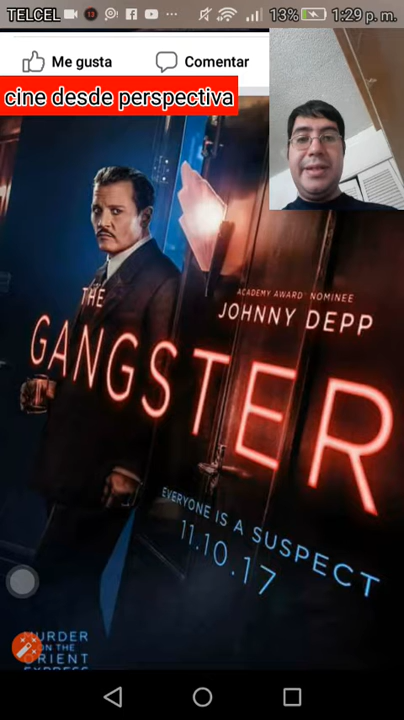 TELCEL 13% 1:29 p. m.
Me gusta Comentar
cine desde perspectiva
ACADEMY AWARD® NOMINEE
JOHNNY DEPP
THE
GANGSTER
EVERYONE IS A SUSPECT
11.10.17
MURDER
ON THE
ORIENT
EXPRESS